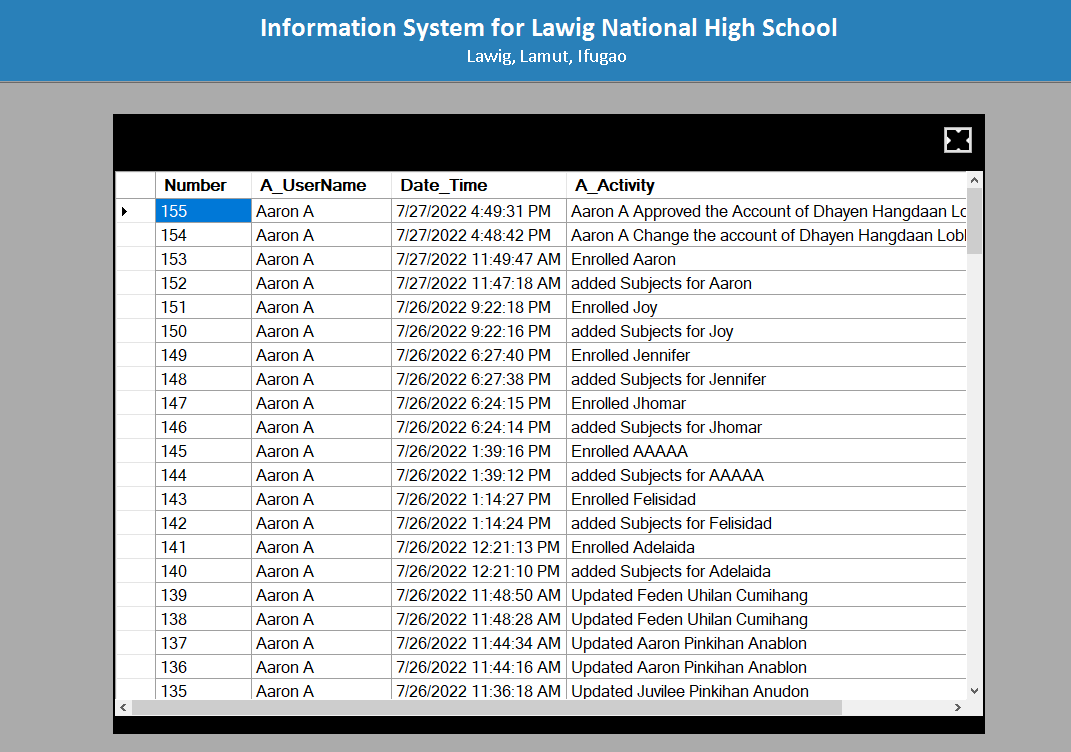 Information System for Lawig National High School
Lawig, Lamut, Ifugao
Number A_UserName Date_Time A_Activity
155 Aaron A 7/27/2022 4:49:31 PM Aaron A Approved the Account of Dhayen Hangdaan
154 Aaron A 7/27/2022 4:48:42 PM Aaron A Change the account of Dhayen Hangdaan
153 Aaron A 7/27/2022 11:49:47 AM Enrolled Aaron
152 Aaron A 7/27/2022 11:47:18 AM added Subjects for Aaron
151 Aaron A 7/26/2022 9:22:18 PM Enrolled Joy
150 Aaron A 7/26/2022 9:22:16 PM added Subjects for Joy
149 Aaron A 7/26/2022 6:27:40 PM Enrolled Jennifer
148 Aaron A 7/26/2022 6:27:38 PM added Subjects for Jennifer
147 Aaron A 7/26/2022 6:24:15 PM Enrolled Jhomar
146 Aaron A 7/26/2022 6:24:14 PM added Subjects for Jhomar
145 Aaron A 7/26/2022 1:39:16 PM Enrolled AAAAA
144 Aaron A 7/26/2022 1:39:12 PM added Subjects for AAAAA
143 Aaron A 7/26/2022 1:14:27 PM Enrolled Felisidad
142 Aaron A 7/26/2022 1:14:24 PM added Subjects for Felisidad
141 Aaron A 7/26/2022 12:21:13 PM Enrolled Adelaida
140 Aaron A 7/26/2022 12:21:10 PM added Subjects for Adelaida
139 Aaron A 7/26/2022 11:48:50 AM Updated Feden Uhilan Cumihang
138 Aaron A 7/26/2022 11:48:28 AM Updated Feden Uhilan Cumihang
137 Aaron A 7/26/2022 11:44:34 AM Updated Aaron Pinkihan Anablon
136 Aaron A 7/26/2022 11:44:16 AM Updated Aaron Pinkihan Anablon
135 Aaron A 7/26/2022 11:36:18 AM Updated Juvilee Pinkihan Anudon